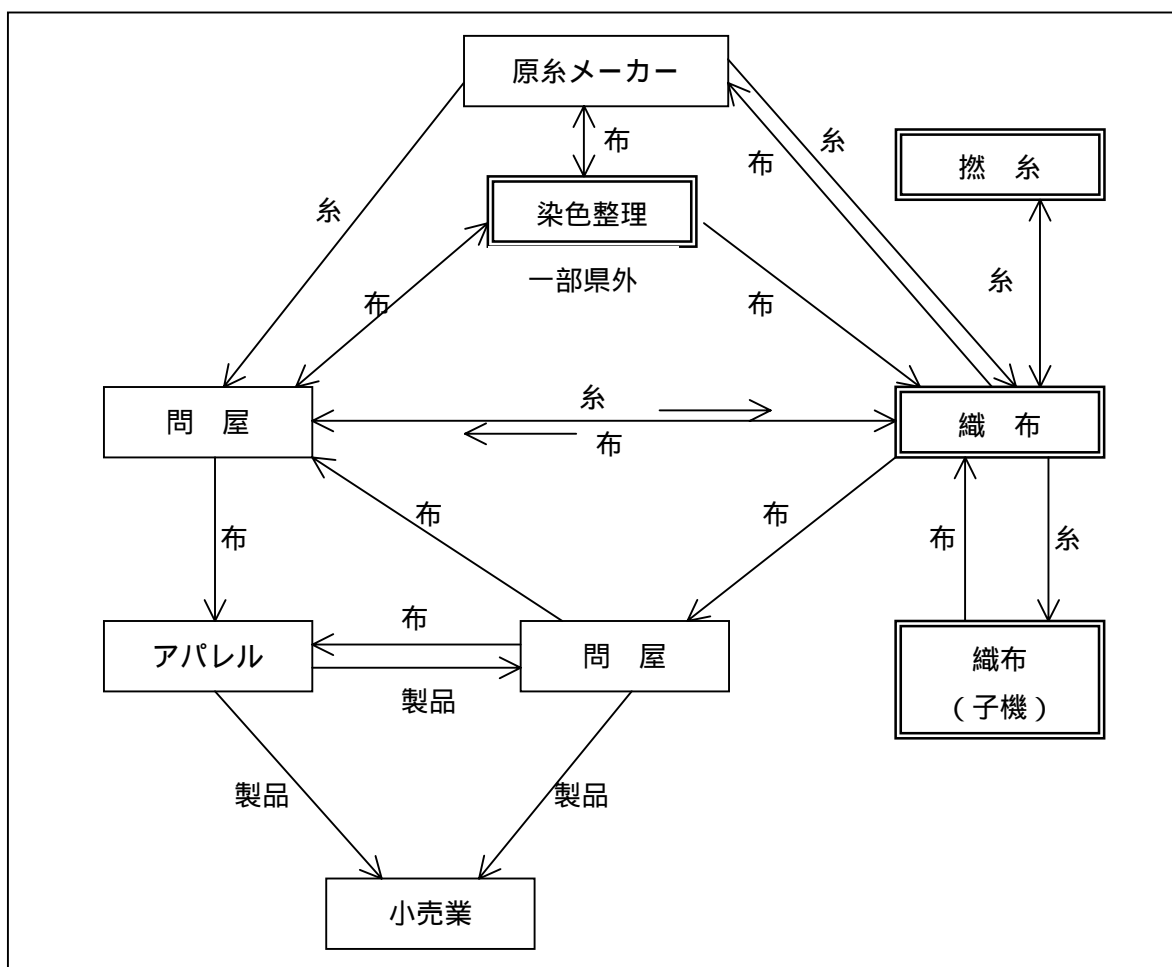 原糸メーカー
布
糸
布
撚　糸
糸
染色整理
一部県外
糸
布
布
問　屋
糸
布
織　布
布
布
布
布
糸
アパレル
布
製品
問　屋
織布
（子機）
製品
製品
小売業